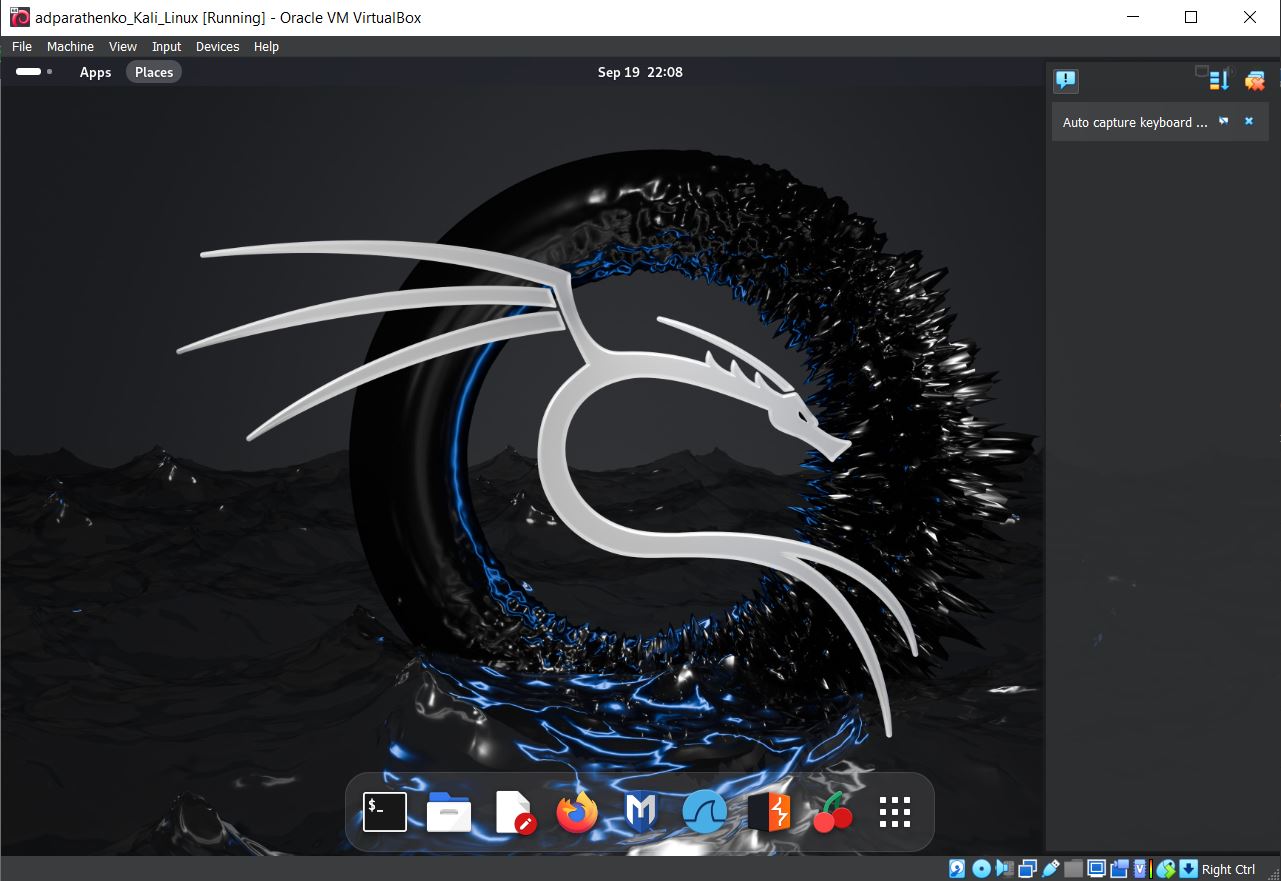 adparathenko_Kali_Linux [Running] - Oracle VM VirtualBox
File Machine View Input Devices Help
Apps Places Sep 19 22:08
Auto capture keyboard ...
$_
Right Ctrl